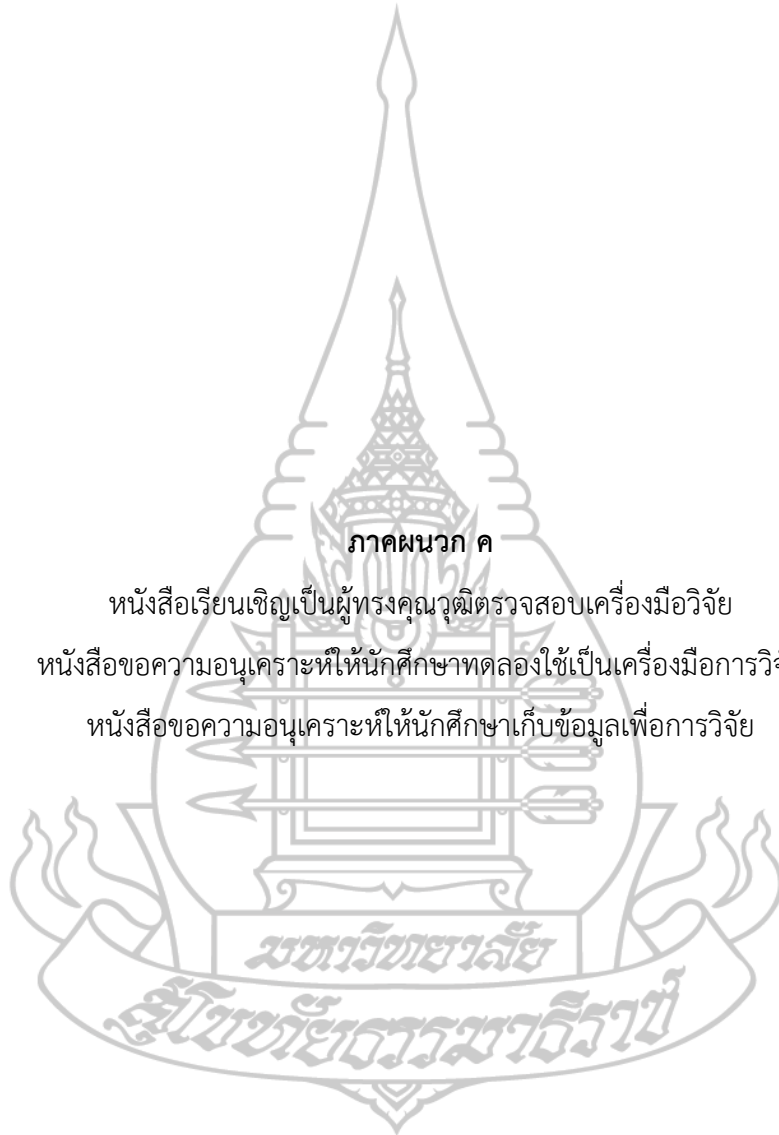 ภาคผนวก ค
หนังสือเรียนเชิญเป็นผู้ทรงคุณวุฒิตรวจสอบเครื่องมือวิจัย
หนังสือขอความอนุเคราะห์ให้นักศึกษาทดลองใช้เป็นเครื่องมือการวิจั
หนังสือขอความอนุเคราะห์ให้นักศึกษาเก็บข้อมูลเพื่อการวิจัย
มหาวิทยาลัย
สุโขทัยธรรมาธิราช